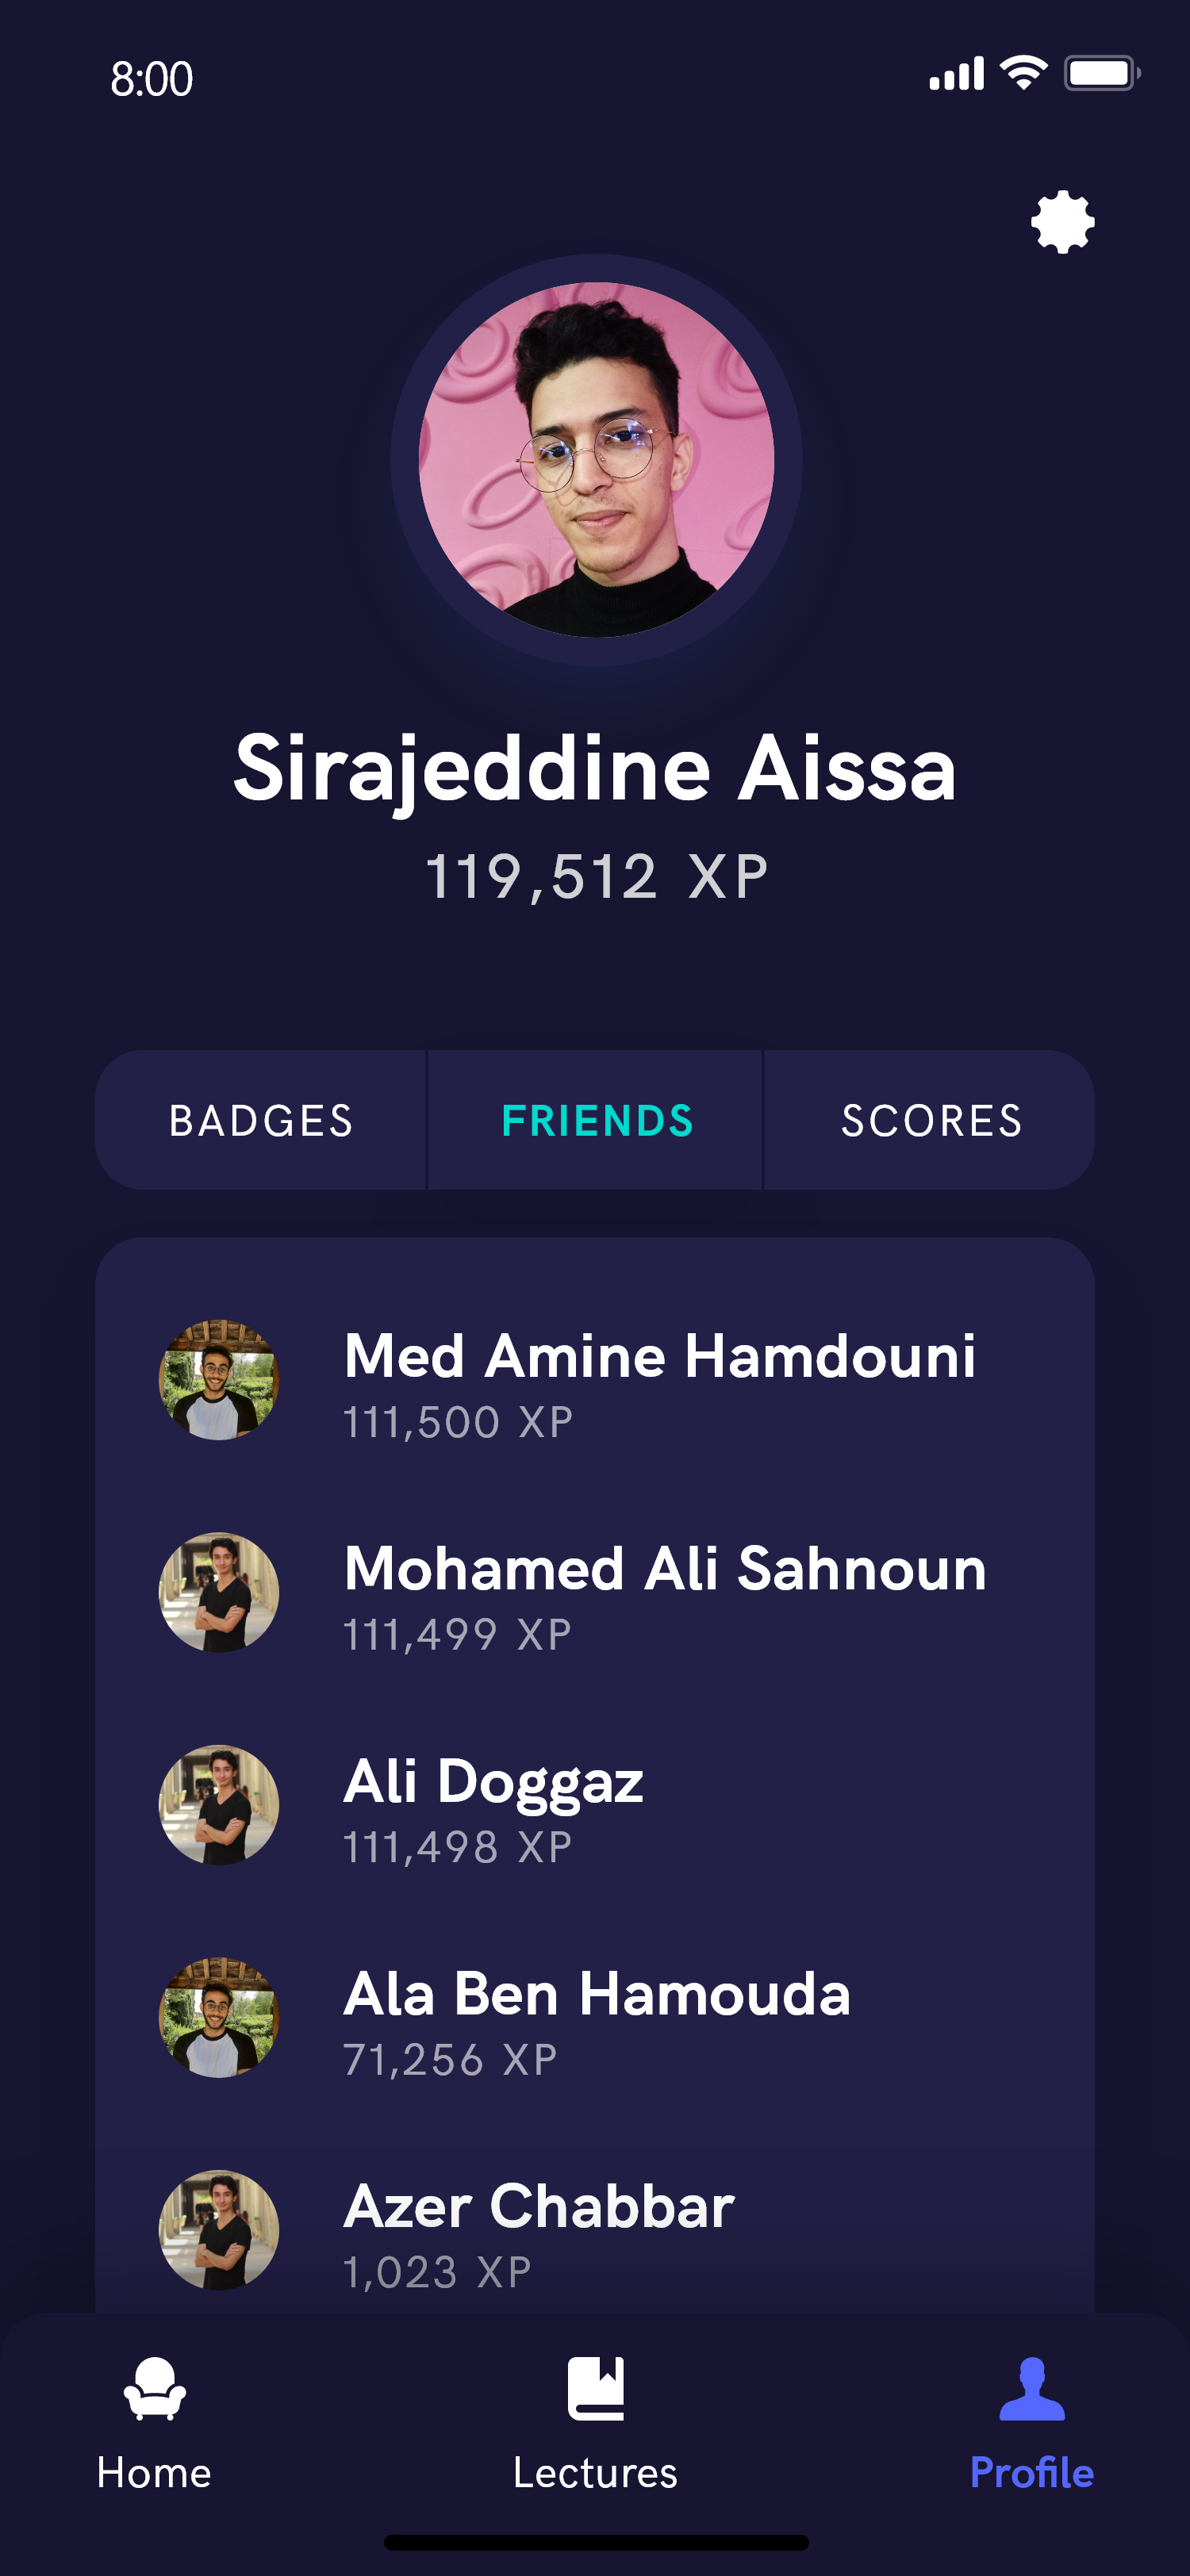 8:00
Sirajeddine Aissa
119,512 XP
BADGES FRIENDS SCORES
Med Amine Hamdouni
111,500 XP
Mohamed Ali Sahnoun
111,499 XP
Ali Doggaz
111,498 XP
Ala Ben Hamouda
71,256 XP
Azer Chabbar
1,023 XP
Home Lectures Profile